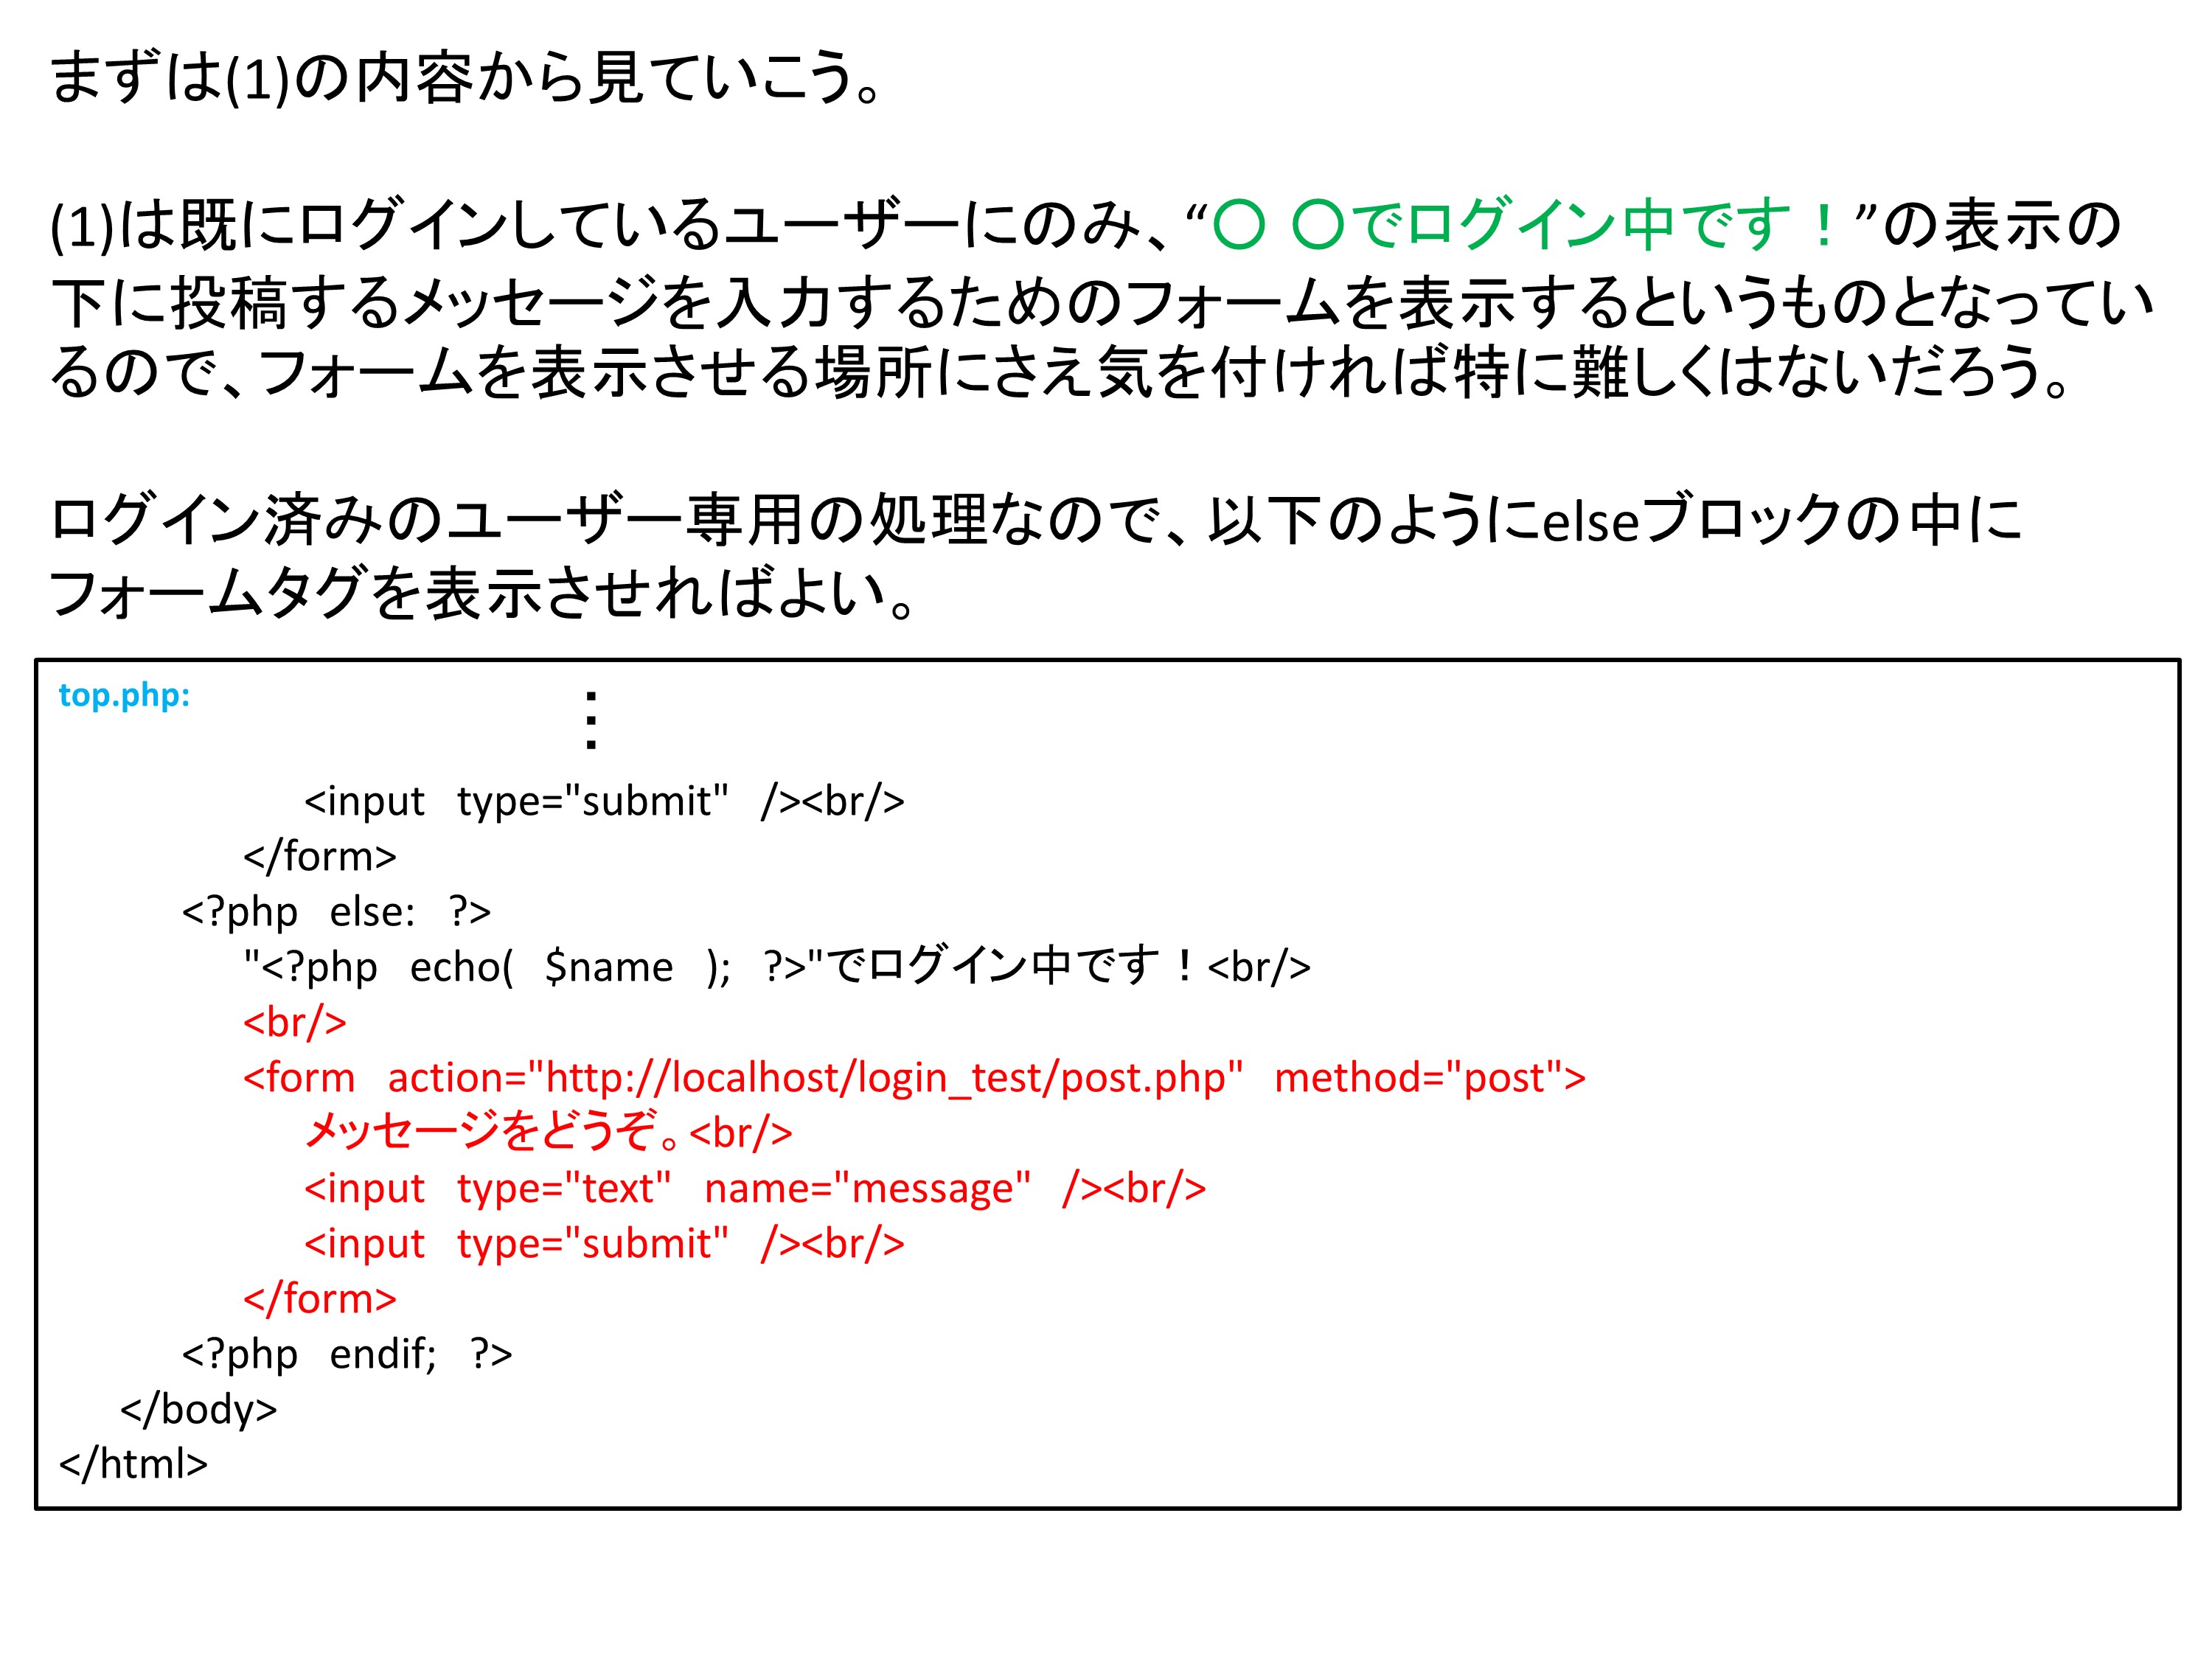 まずは(1)の内容から見ていこう。
(1)は既にログインしているユーザーにのみ、“〇 〇でログイン中です！”の表示の
下に投稿するメッセージを入力するためのフォームを表示するというものとなってい
るので、フォームを表示させる場所にさえ気を付ければ特に難しくはないだろう。
ログイン済みのユーザー専用の処理なので、以下のようにelseブロックの中に
フォームタグを表示させればよい。
top.php:
⋮
<input type="submit" /><br/>
</form>
<?php else: ?>
"<?php echo( $name ); ?>"でログイン中です！<br/>
<br/>
<form action="http://localhost/login_test/post.php" method="post">
メッセージをどうぞ。<br/>
<input type="text" name="message" /><br/>
<input type="submit" /><br/>
</form>
<?php endif; ?>
</body>
</html>